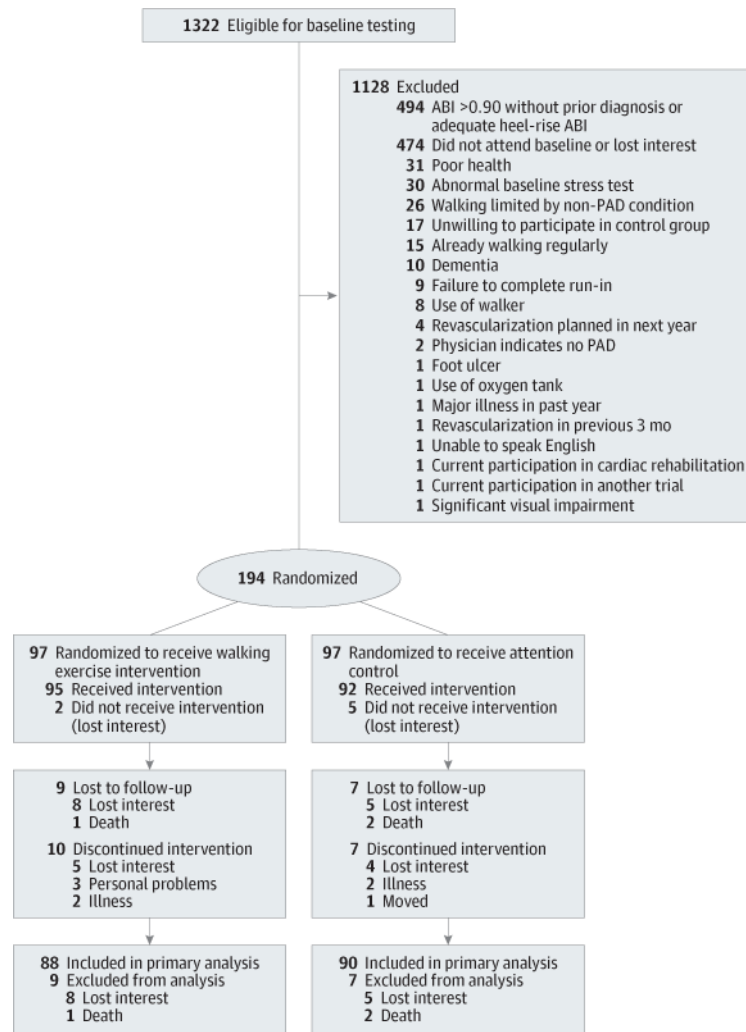 1322 Eligible for baseline testing
1128 Excluded
494 ABI >0.90 without prior diagnosis or
adequate heel-rise ABI
474 Did not attend baseline or lost interest
31 Poor health
30 Abnormal baseline stress test
26 Walking limited by non-PAD condition
17 Unwilling to participate in control group
15 Already walking regularly
10 Dementia
9 Failure to complete run-in
8 Use of walker
4 Revascularization planned in next year
2 Physician indicates no PAD
1 Foot ulcer
1 Use of oxygen tank
1 Major illness in past year
1 Revascularization in previous 3 mo
1 Unable to speak English
1 Current participation in cardiac rehabilitation
1 Current participation in another trial
1 Significant visual impairment
194 Randomized
97 Randomized to receive walking
exercise intervention
95 Received intervention
2 Did not receive intervention
(lost interest)
97 Randomized to receive attention
control
92 Received intervention
5 Did not receive intervention
(lost interest)
9 Lost to follow-up
8 Lost interest
1 Death
10 Discontinued intervention
5 Lost interest
3 Personal problems
2 Illness
7 Lost to follow-up
5 Lost interest
2 Death
7 Discontinued intervention
4 Lost interest
2 Illness
1 Moved
88 Included in primary analysis
9 Excluded from analysis
8 Lost interest
1 Death
90 Included in primary analysis
7 Excluded from analysis
5 Lost interest
2 Death